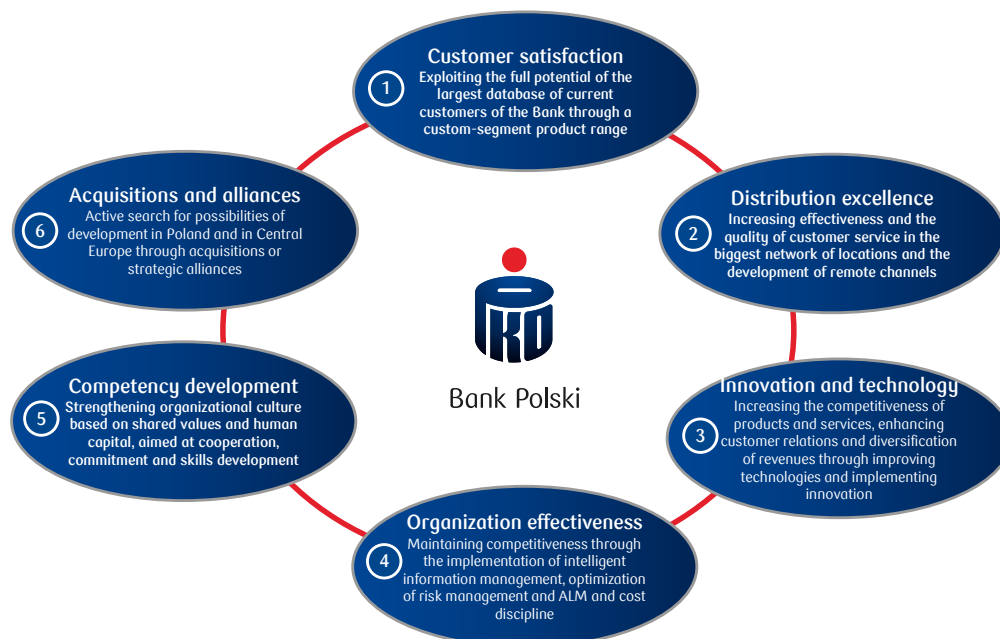 Customer satisfaction
1
Exploiting the full potential of the
largest database of current
customers of the Bank through a
custom-segment product range
Distribution excellence
2
Increasing effectiveness and the
quality of customer service in the
biggest network of locations and the
development of remote channels
Innovation and technology
3
Increasing the competitiveness of
products and services, enhancing
customer relations and diversification
of revenues through improving
technologies and implementing
innovation
Organization effectiveness
4
Maintaining competitiveness through
the implementation of intelligent
information management, optimization
of risk management and ALM and cost
discipline
Competency development
5
Strengthening organizational culture
based on shared values and human
capital, aimed at cooperation,
commitment and skills development
Acquisitions and alliances
6
Active search for possibilities of
development in Poland and in Central
Europe through acquisitions or
strategic alliances
PKO
Bank Polski